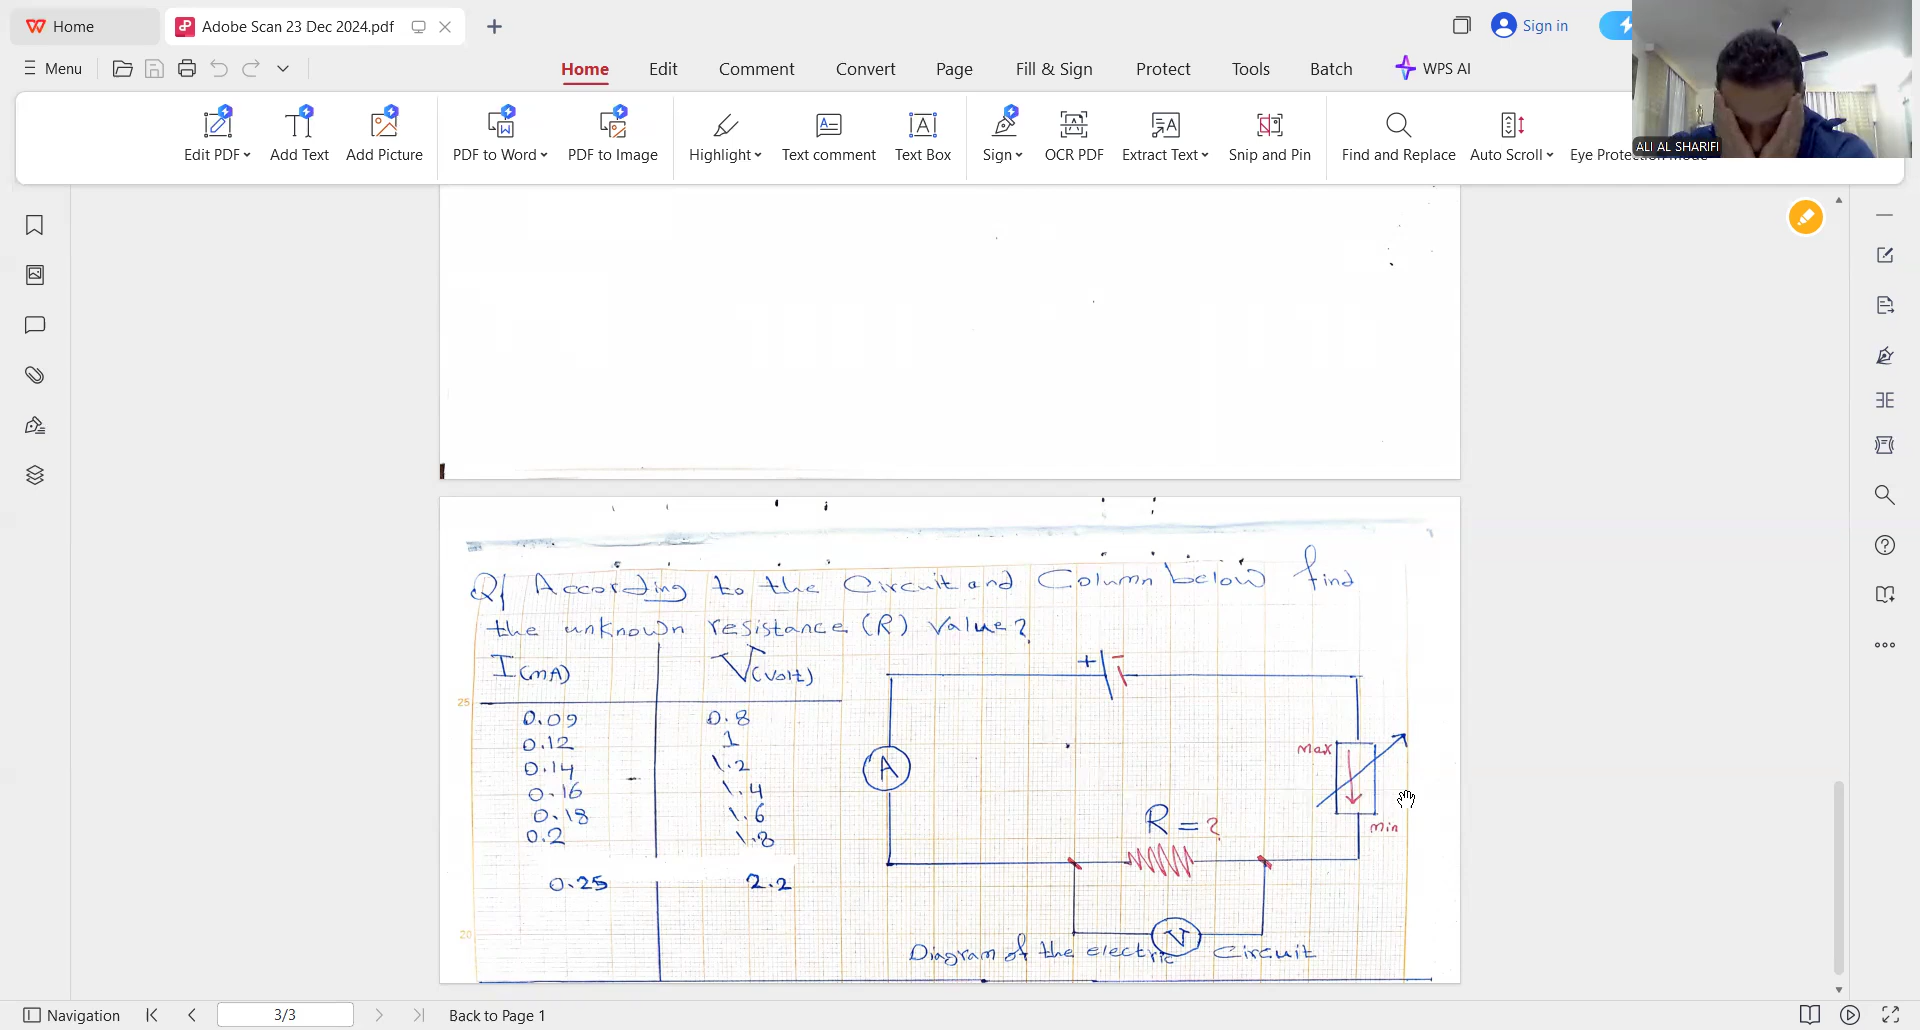 Home
Adobe Scan 23 Dec 2024.pdf
Sign in
Menu
Home Edit Comment Convert Page Fill & Sign Protect Tools Batch WPS AI
Edit PDF Add Text Add Picture PDF to Word PDF to Image Highlight Text comment Text Box Sign OCR PDF Extract Text Snip and Pin Find and Replace Auto Scroll Eye Protection Mode
ALI AL SHARIFI
Q/ According to the Circuit and Column below find
the unknown resistance (R) Value?
I(mA) V(volt)
0.09 0.8
0.12 1
0.14 1.2
0.16 1.4
0.18 1.6
0.2 1.8
0.25 2.2
25
20
+ -
A
Max
Min
R = ?
V
Diagram of the electric Circuit
Navigation
3/3
Back to Page 1